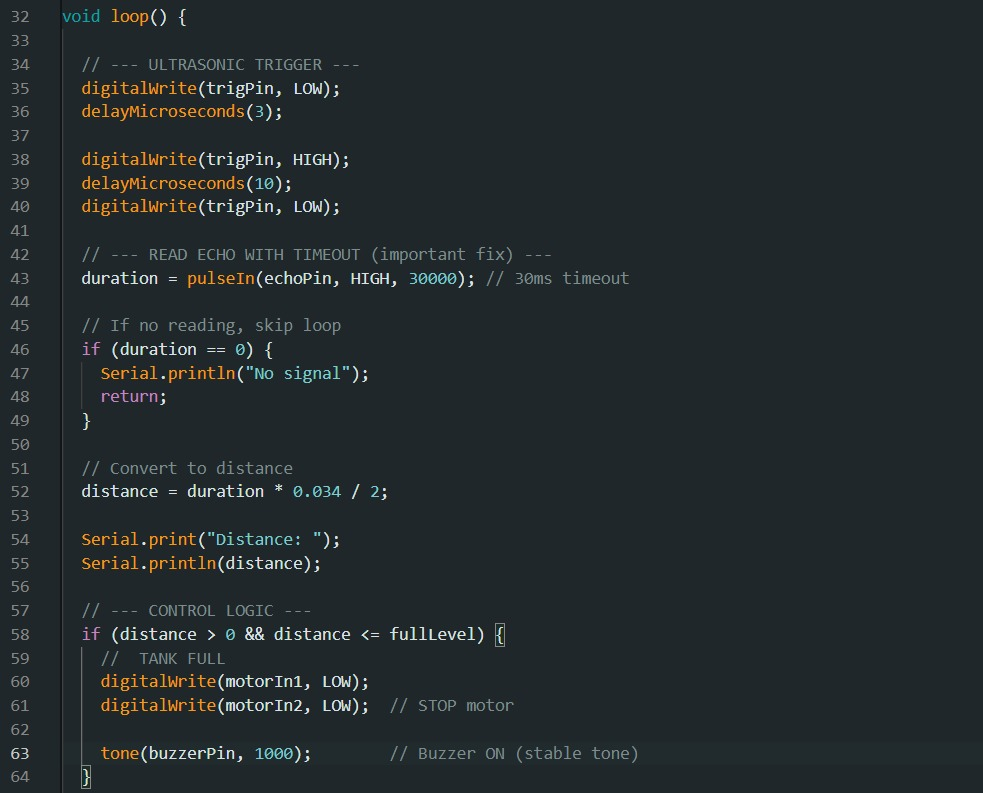 32 void loop() {
33
34 // --- ULTRASONIC TRIGGER ---
35 digitalWrite(trigPin, LOW);
36 delayMicroseconds(3);
37
38 digitalWrite(trigPin, HIGH);
39 delayMicroseconds(10);
40 digitalWrite(trigPin, LOW);
41
42 // --- READ ECHO WITH TIMEOUT (important fix) ---
43 duration = pulseIn(echoPin, HIGH, 30000); // 30ms timeout
44
45 // If no reading, skip loop
46 if (duration == 0) {
47 Serial.println("No signal");
48 return;
49 }
50
51 // Convert to distance
52 distance = duration * 0.034 / 2;
53
54 Serial.print("Distance: ");
55 Serial.println(distance);
56
57 // --- CONTROL LOGIC ---
58 if (distance > 0 && distance <= fullLevel) {
59 //  TANK FULL
60 digitalWrite(motorIn1, LOW);
61 digitalWrite(motorIn2, LOW);  // STOP motor
62
63 tone(buzzerPin, 1000);        // Buzzer ON (stable tone)
64 }